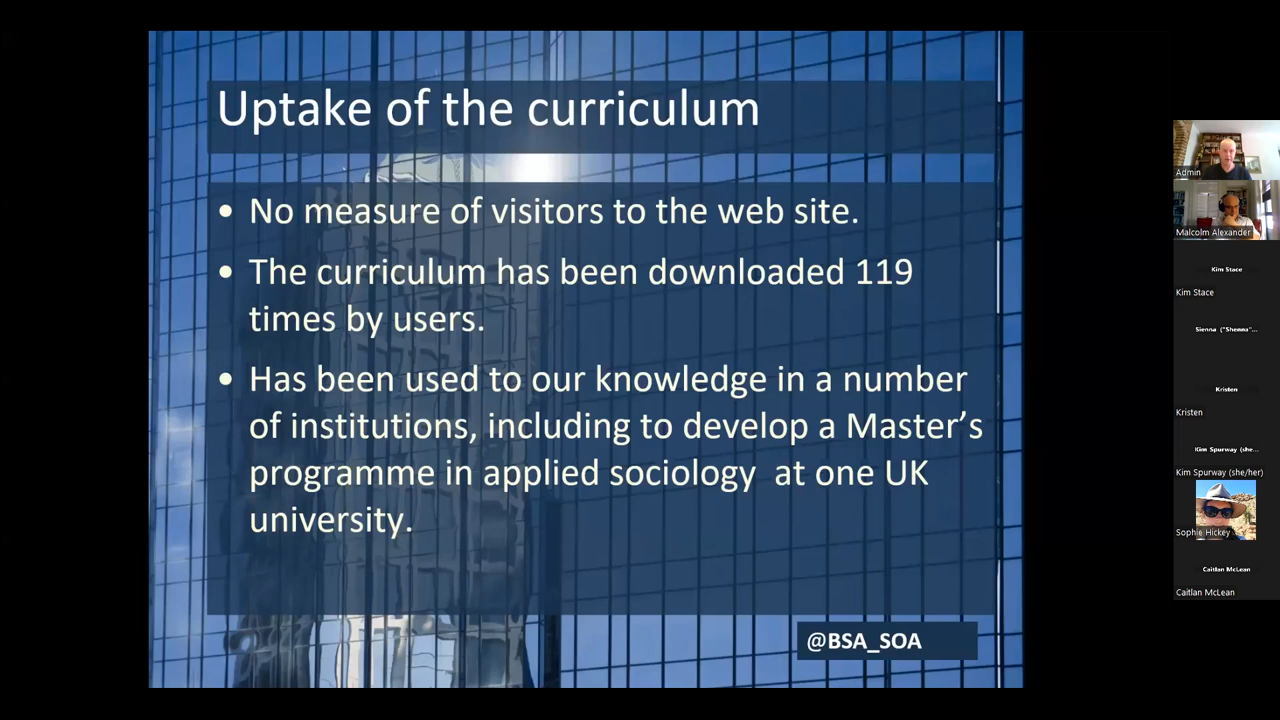 Uptake of the curriculum
• No measure of visitors to the web site.
• The curriculum has been downloaded 119
times by users.
• Has been used to our knowledge in a number
of institutions, including to develop a Master’s
programme in applied sociology  at one UK
university.
@BSA_SOA
Admin
Malcolm Alexander
Kim Stace
Kim Stace
Sienna ("Shenna"...
Kristen
Kristen
Kim Spurway (she...
Kim Spurway (she/her)
Sophie Hickey
Caitlan McLean
Caitlan McLean